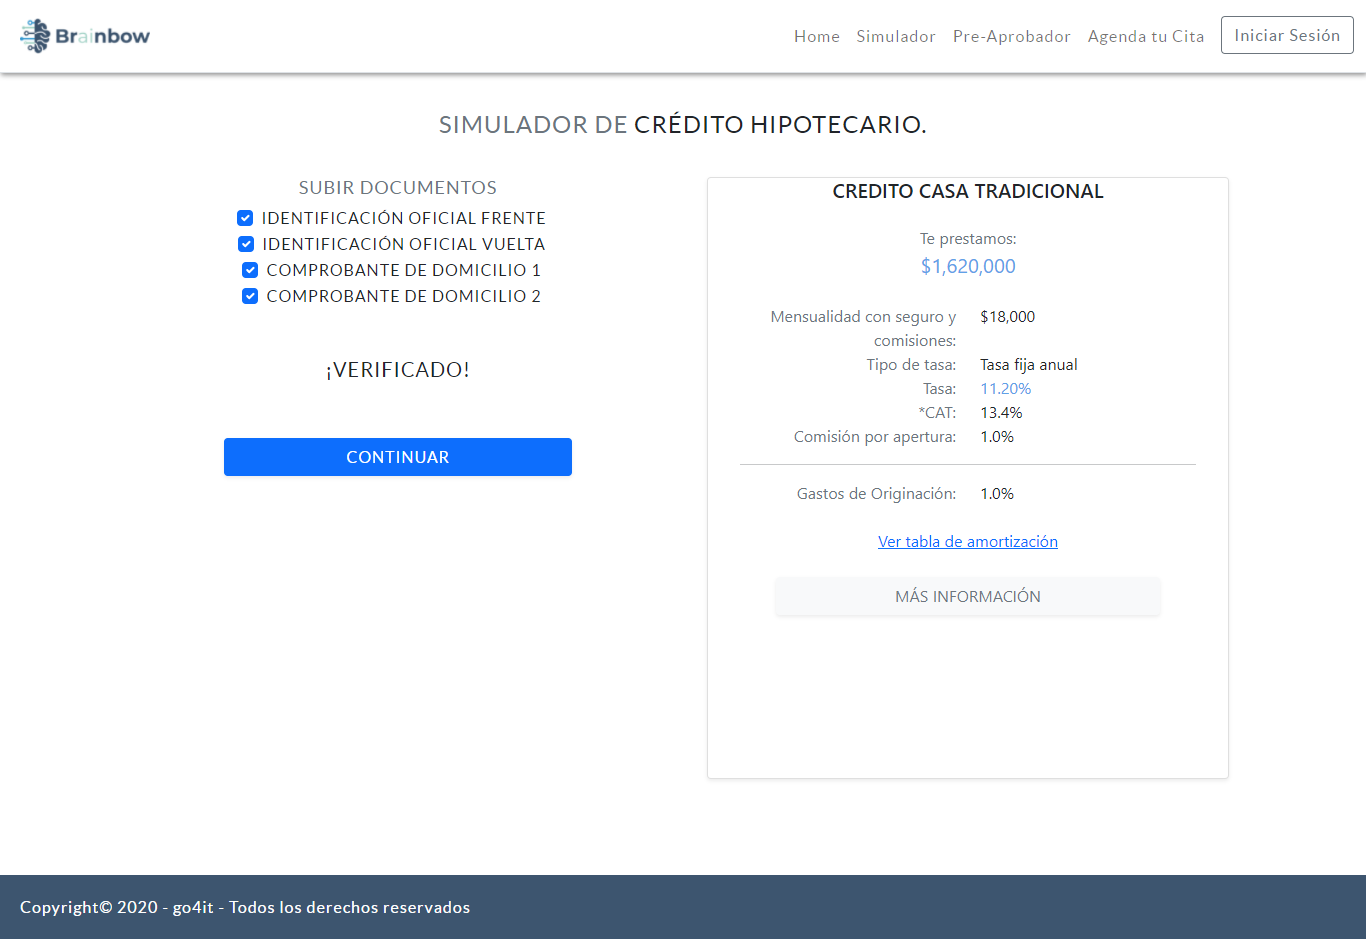 Brainbow
Home Simulador Pre-Aprobador Agenda tu Cita Iniciar Sesión
SIMULADOR DE CRÉDITO HIPOTECARIO.
SUBIR DOCUMENTOS
IDENTIFICACIÓN OFICIAL FRENTE
IDENTIFICACIÓN OFICIAL VUELTA
COMPROBANTE DE DOMICILIO 1
COMPROBANTE DE DOMICILIO 2
¡VERIFICADO!
CONTINUAR
CREDITO CASA TRADICIONAL
Te prestamos:
$1,620,000
Mensualidad con seguro y $18,000
comisiones:
Tipo de tasa: Tasa fija anual
Tasa: 11.20%
*CAT: 13.4%
Comisión por apertura: 1.0%
Gastos de Originación: 1.0%
Ver tabla de amortización
MÁS INFORMACIÓN
Copyright© 2020 - go4it - Todos los derechos reservados